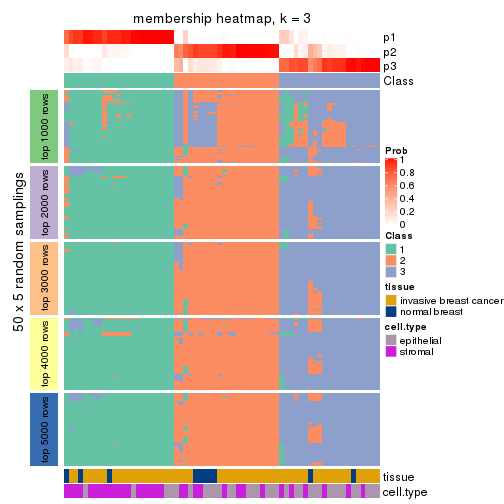 membership heatmap, k = 3
p1
p2
p3
Class
50 x 5 random samplings
top 1000 rows
top 2000 rows
top 3000 rows
top 4000 rows
top 5000 rows
Prob
1
0.8
0.6
0.4
0.2
0
Class
1
2
3
tissue
invasive breast cancer
normal breast
cell.type
epithelial
stromal
tissue
cell.type